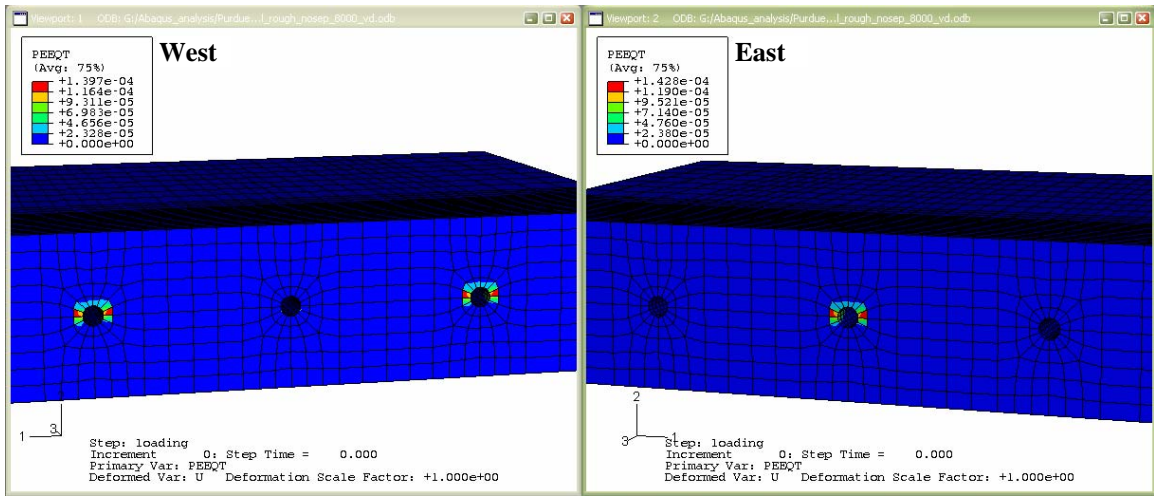 Viewport: 1 ODB: G:/Abaqus_analysis/Purdue...l_rough_nosep_8000_vd.odb
West
PEEQT
(Avg: 75%)
+1.397e-04
+1.164e-04
+9.311e-05
+6.983e-05
+4.656e-05
+2.328e-05
+0.000e+00
1
3
Step: loading
Increment 0: Step Time = 0.000
Primary Var: PEEQT
Deformed Var: U Deformation Scale Factor: +1.000e+00
Viewport: 2 ODB: G:/Abaqus_analysis/Purdue...l_rough_nosep_8000_vd.odb
East
PEEQT
(Avg: 75%)
+1.428e-04
+1.190e-04
+9.521e-05
+7.140e-05
+4.760e-05
+2.380e-05
+0.000e+00
2
3
1
Step: loading
Increment 0: Step Time = 0.000
Primary Var: PEEQT
Deformed Var: U Deformation Scale Factor: +1.000e+00